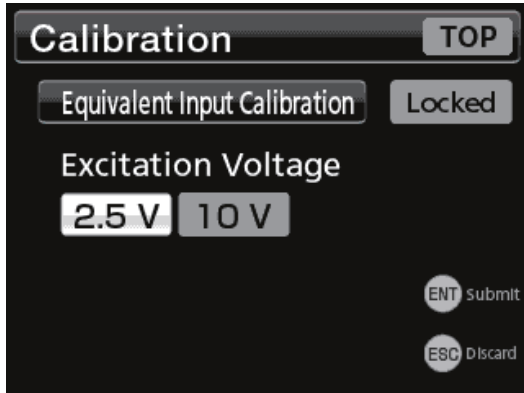 Calibration TOP
Equivalent Input Calibration Locked
Excitation Voltage
2.5 V 10 V
ENT Submit
ESC Discard